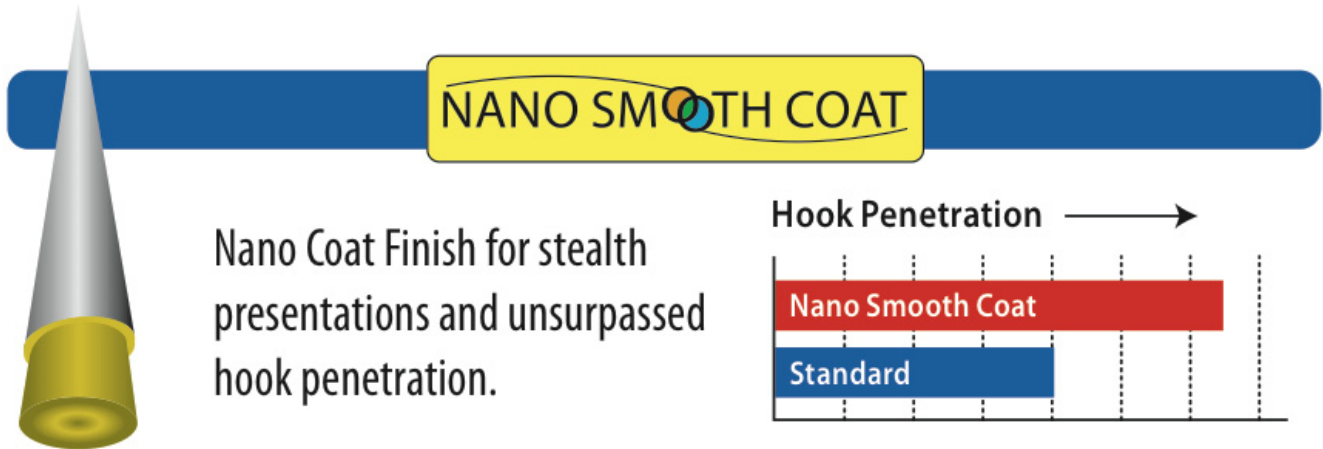 NANO SMOOTH COAT
Nano Coat Finish for stealth
presentations and unsurpassed
hook penetration.
Hook Penetration
Nano Smooth Coat
Standard